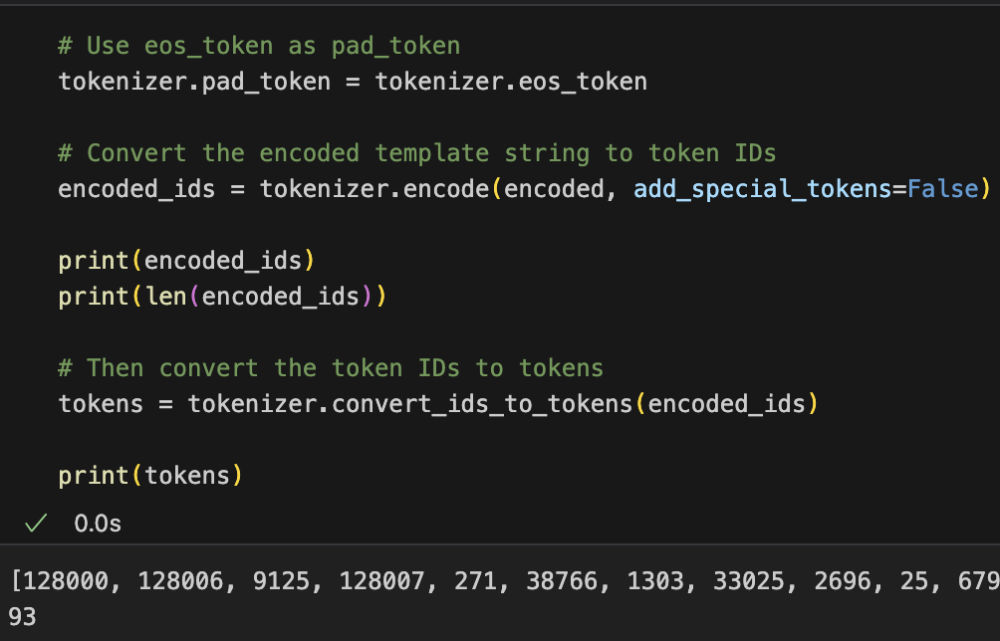 # Use eos_token as pad_token
tokenizer.pad_token = tokenizer.eos_token
# Convert the encoded template string to token IDs
encoded_ids = tokenizer.encode(encoded, add_special_tokens=False)
print(encoded_ids)
print(len(encoded_ids))
# Then convert the token IDs to tokens
tokens = tokenizer.convert_ids_to_tokens(encoded_ids)
print(tokens)
0.0s
[128000, 128006, 9125, 128007, 271, 38766, 1303, 33025, 2696, 25, 679
93